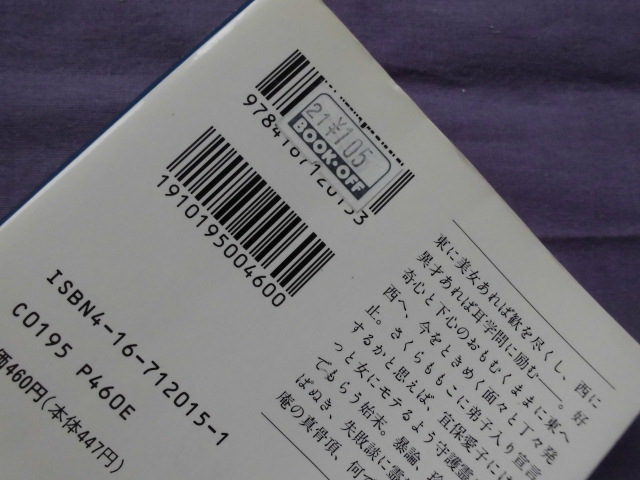 21
¥105
BOOK·OFF
9784167120153
1910195004600
ISBN4-16-712015-1
C0195 P460E
価460円(本体447円)
東に美女あれば歓を尽くし、西に
異才あれば耳学問に励む――。好
奇心と下心のおもむくままに東へ
西へ、今をときめく面々と丁々発
止。さくらももこに弟子入り宣言
するかと思えば、宜保愛子には
っと女にモテるよう守護霊
てもらう始末。暴論、珍
ばぬき、失敗談に霊
庵の真骨頂、何で